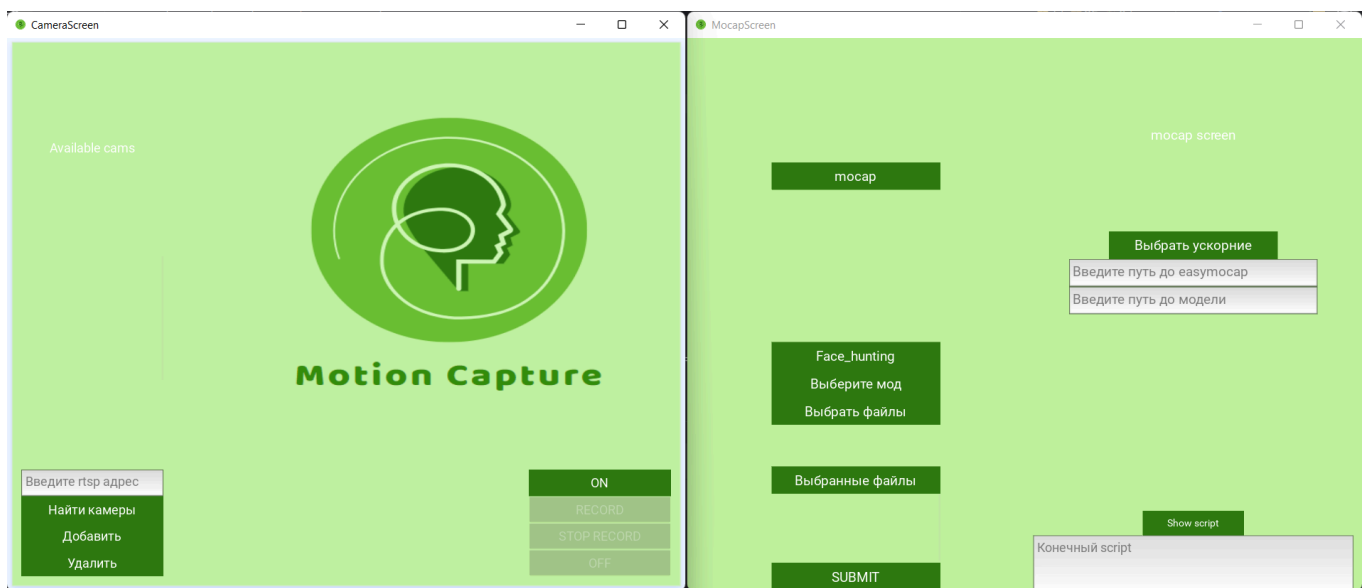 CameraScreen
Available cams
Motion Capture
Введите rtsp адрес
Найти камеры
Добавить
Удалить
ON
RECORD
STOP RECORD
OFF
MocapScreen
mocap screen
mocap
Выбрать ускорние
Введите путь до easymocap
Введите путь до модели
Face_hunting
Выберите мод
Выбрать файлы
Выбранные файлы
Show script
Конечный script
SUBMIT